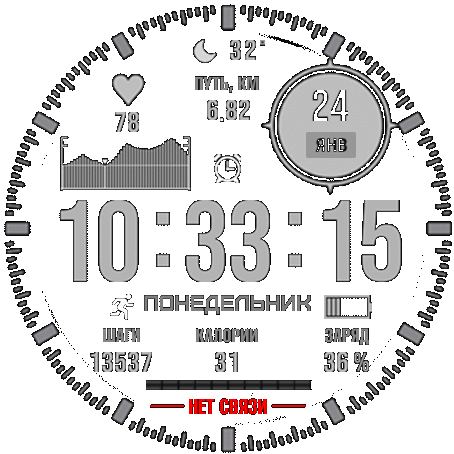 32°
ПУТЬ, КМ
6.82
24
ЯНВ
78
10:33:15
ПОНЕДЕЛЬНИК
ШАГИ
КАЛОРИИ
ЗАРЯД
13537
31
36 %
НЕТ СВЯЗИ